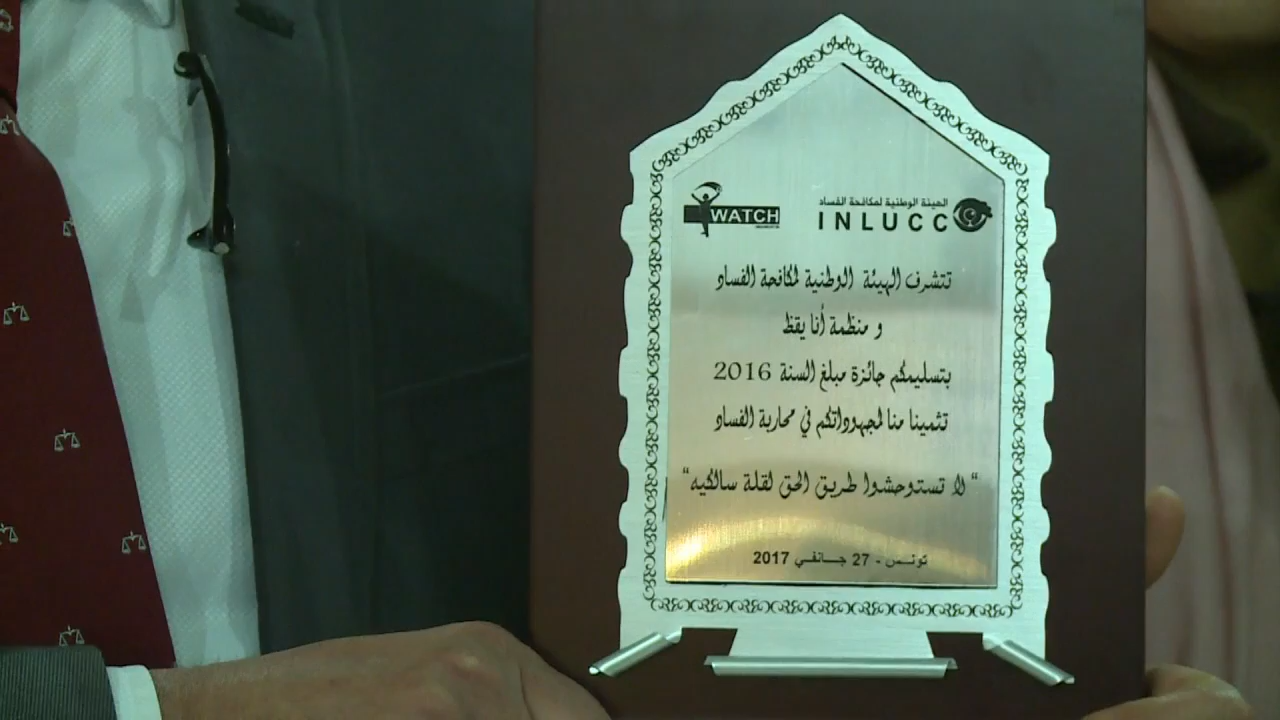 WATCH
الهيئة الوطنية لمكافحة الفساد
INLUCC
تتشرف الهيئة الوطنية لمكافحة الفساد
و منظمة أنا يقظ
بتسليمكم جائزة مبلغ السنة 2016
تثمينا منا لمجهوداتكم في محاربة الفساد
“ لا تستوحشوا طريق الحق لقلة سالكيه “
تونس - 27 جانفي 2017